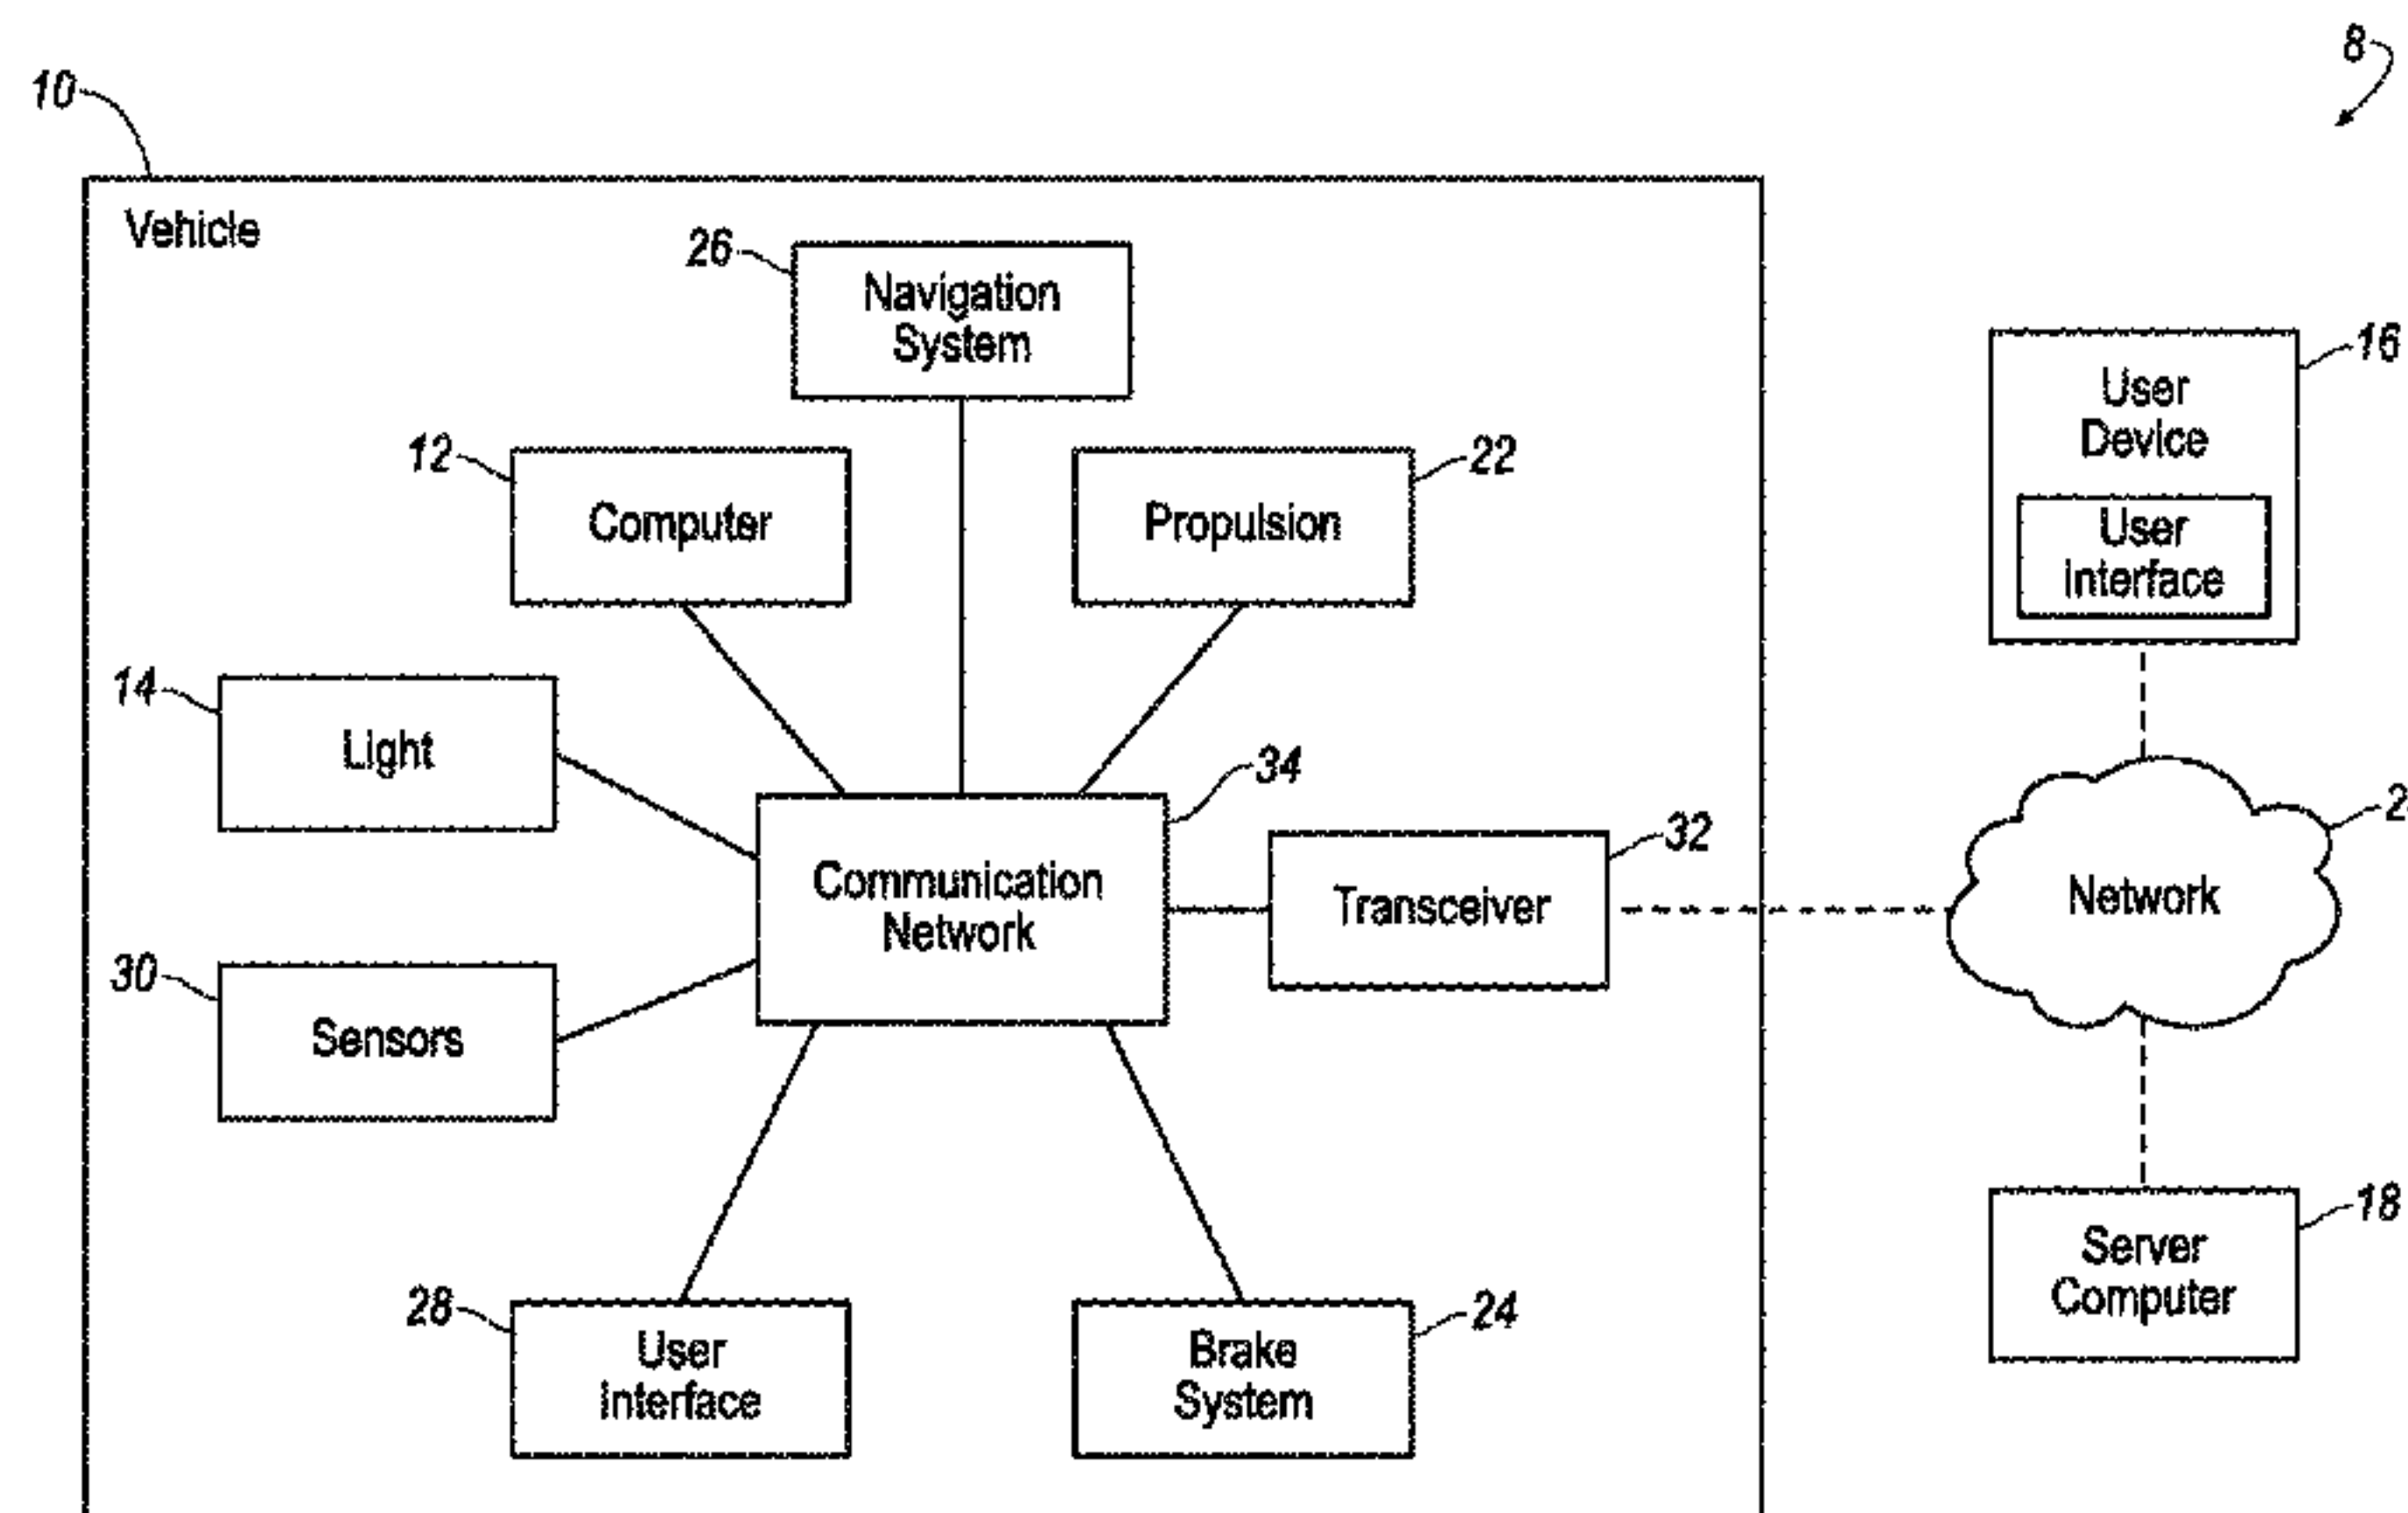 8
10
Vehicle
26
Navigation
System
16
User
Device
12
Computer
22
Propulsion
User
Interface
14
Light
34
Communication
Network
32
Transceiver
Network
30
Sensors
18
Server
Computer
28
User
Interface
24
Brake
System